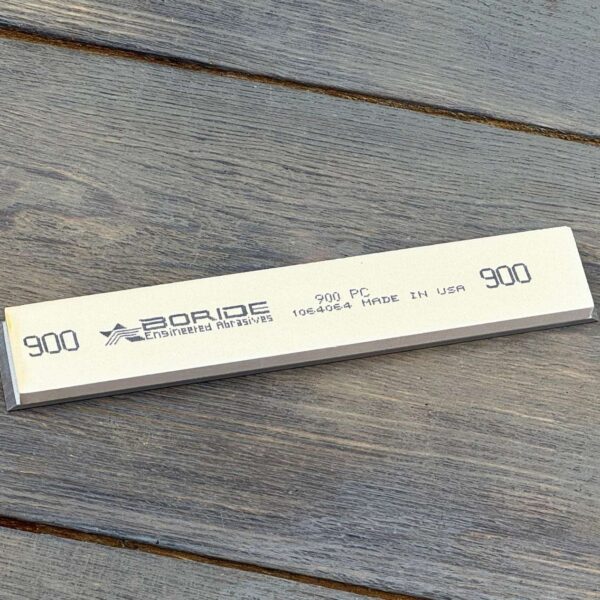 900
BORIDE
Engineered Abrasives
900 PC
1064064 MADE IN USA
900